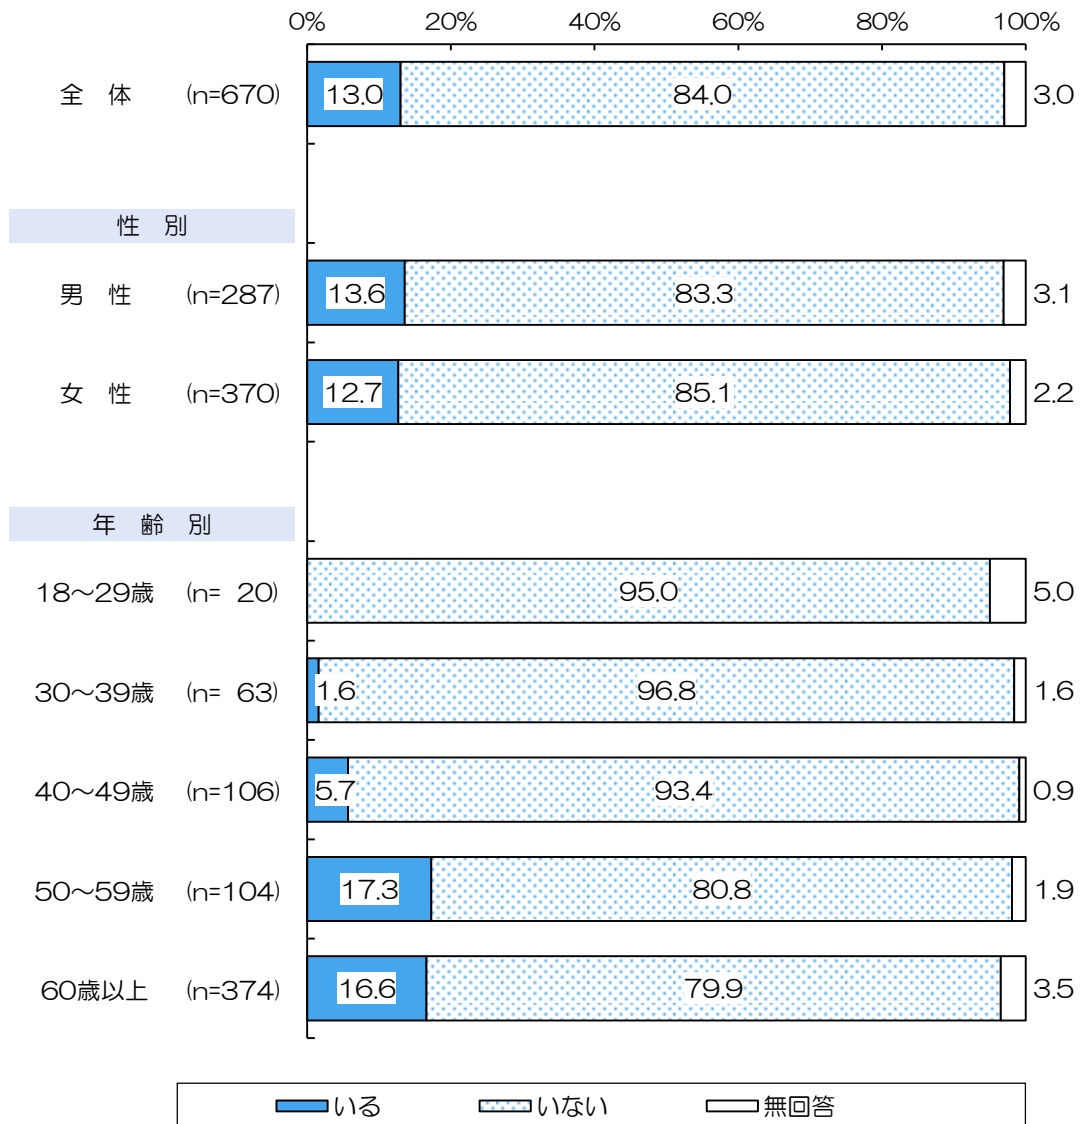 0% 20% 40% 60% 80% 100%
全 体 (n=670) 13.0 84.0 3.0
性 別
男 性 (n=287) 13.6 83.3 3.1
女 性 (n=370) 12.7 85.1 2.2
年 齢 別
18～29歳 (n= 20) 95.0 5.0
30～39歳 (n= 63) 1.6 96.8 1.6
40～49歳 (n=106) 5.7 93.4 0.9
50～59歳 (n=104) 17.3 80.8 1.9
60歳以上 (n=374) 16.6 79.9 3.5
いる いない 無回答